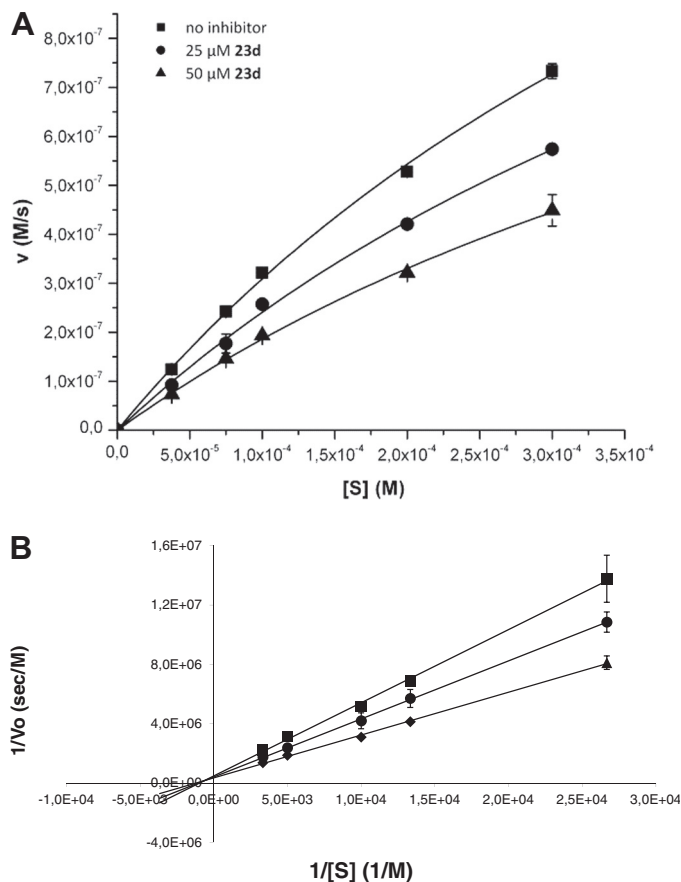 A
8,0x10⁻⁷
7,0x10⁻⁷
6,0x10⁻⁷
5,0x10⁻⁷
4,0x10⁻⁷
3,0x10⁻⁷
2,0x10⁻⁷
1,0x10⁻⁷
0,0
v (M/s)
no inhibitor
25 µM 23d
50 µM 23d
0,0 5,0x10⁻⁵ 1,0x10⁻⁴ 1,5x10⁻⁴ 2,0x10⁻⁴ 2,5x10⁻⁴ 3,0x10⁻⁴ 3,5x10⁻⁴
[S] (M)
B
1,6E+07
1,2E+07
8,0E+06
4,0E+06
0,0E+00
-4,0E+06
1/Vo (sec/M)
-1,0E+04 -5,0E+03 0,0E+00 5,0E+03 1,0E+04 1,5E+04 2,0E+04 2,5E+04 3,0E+04
1/[S] (1/M)